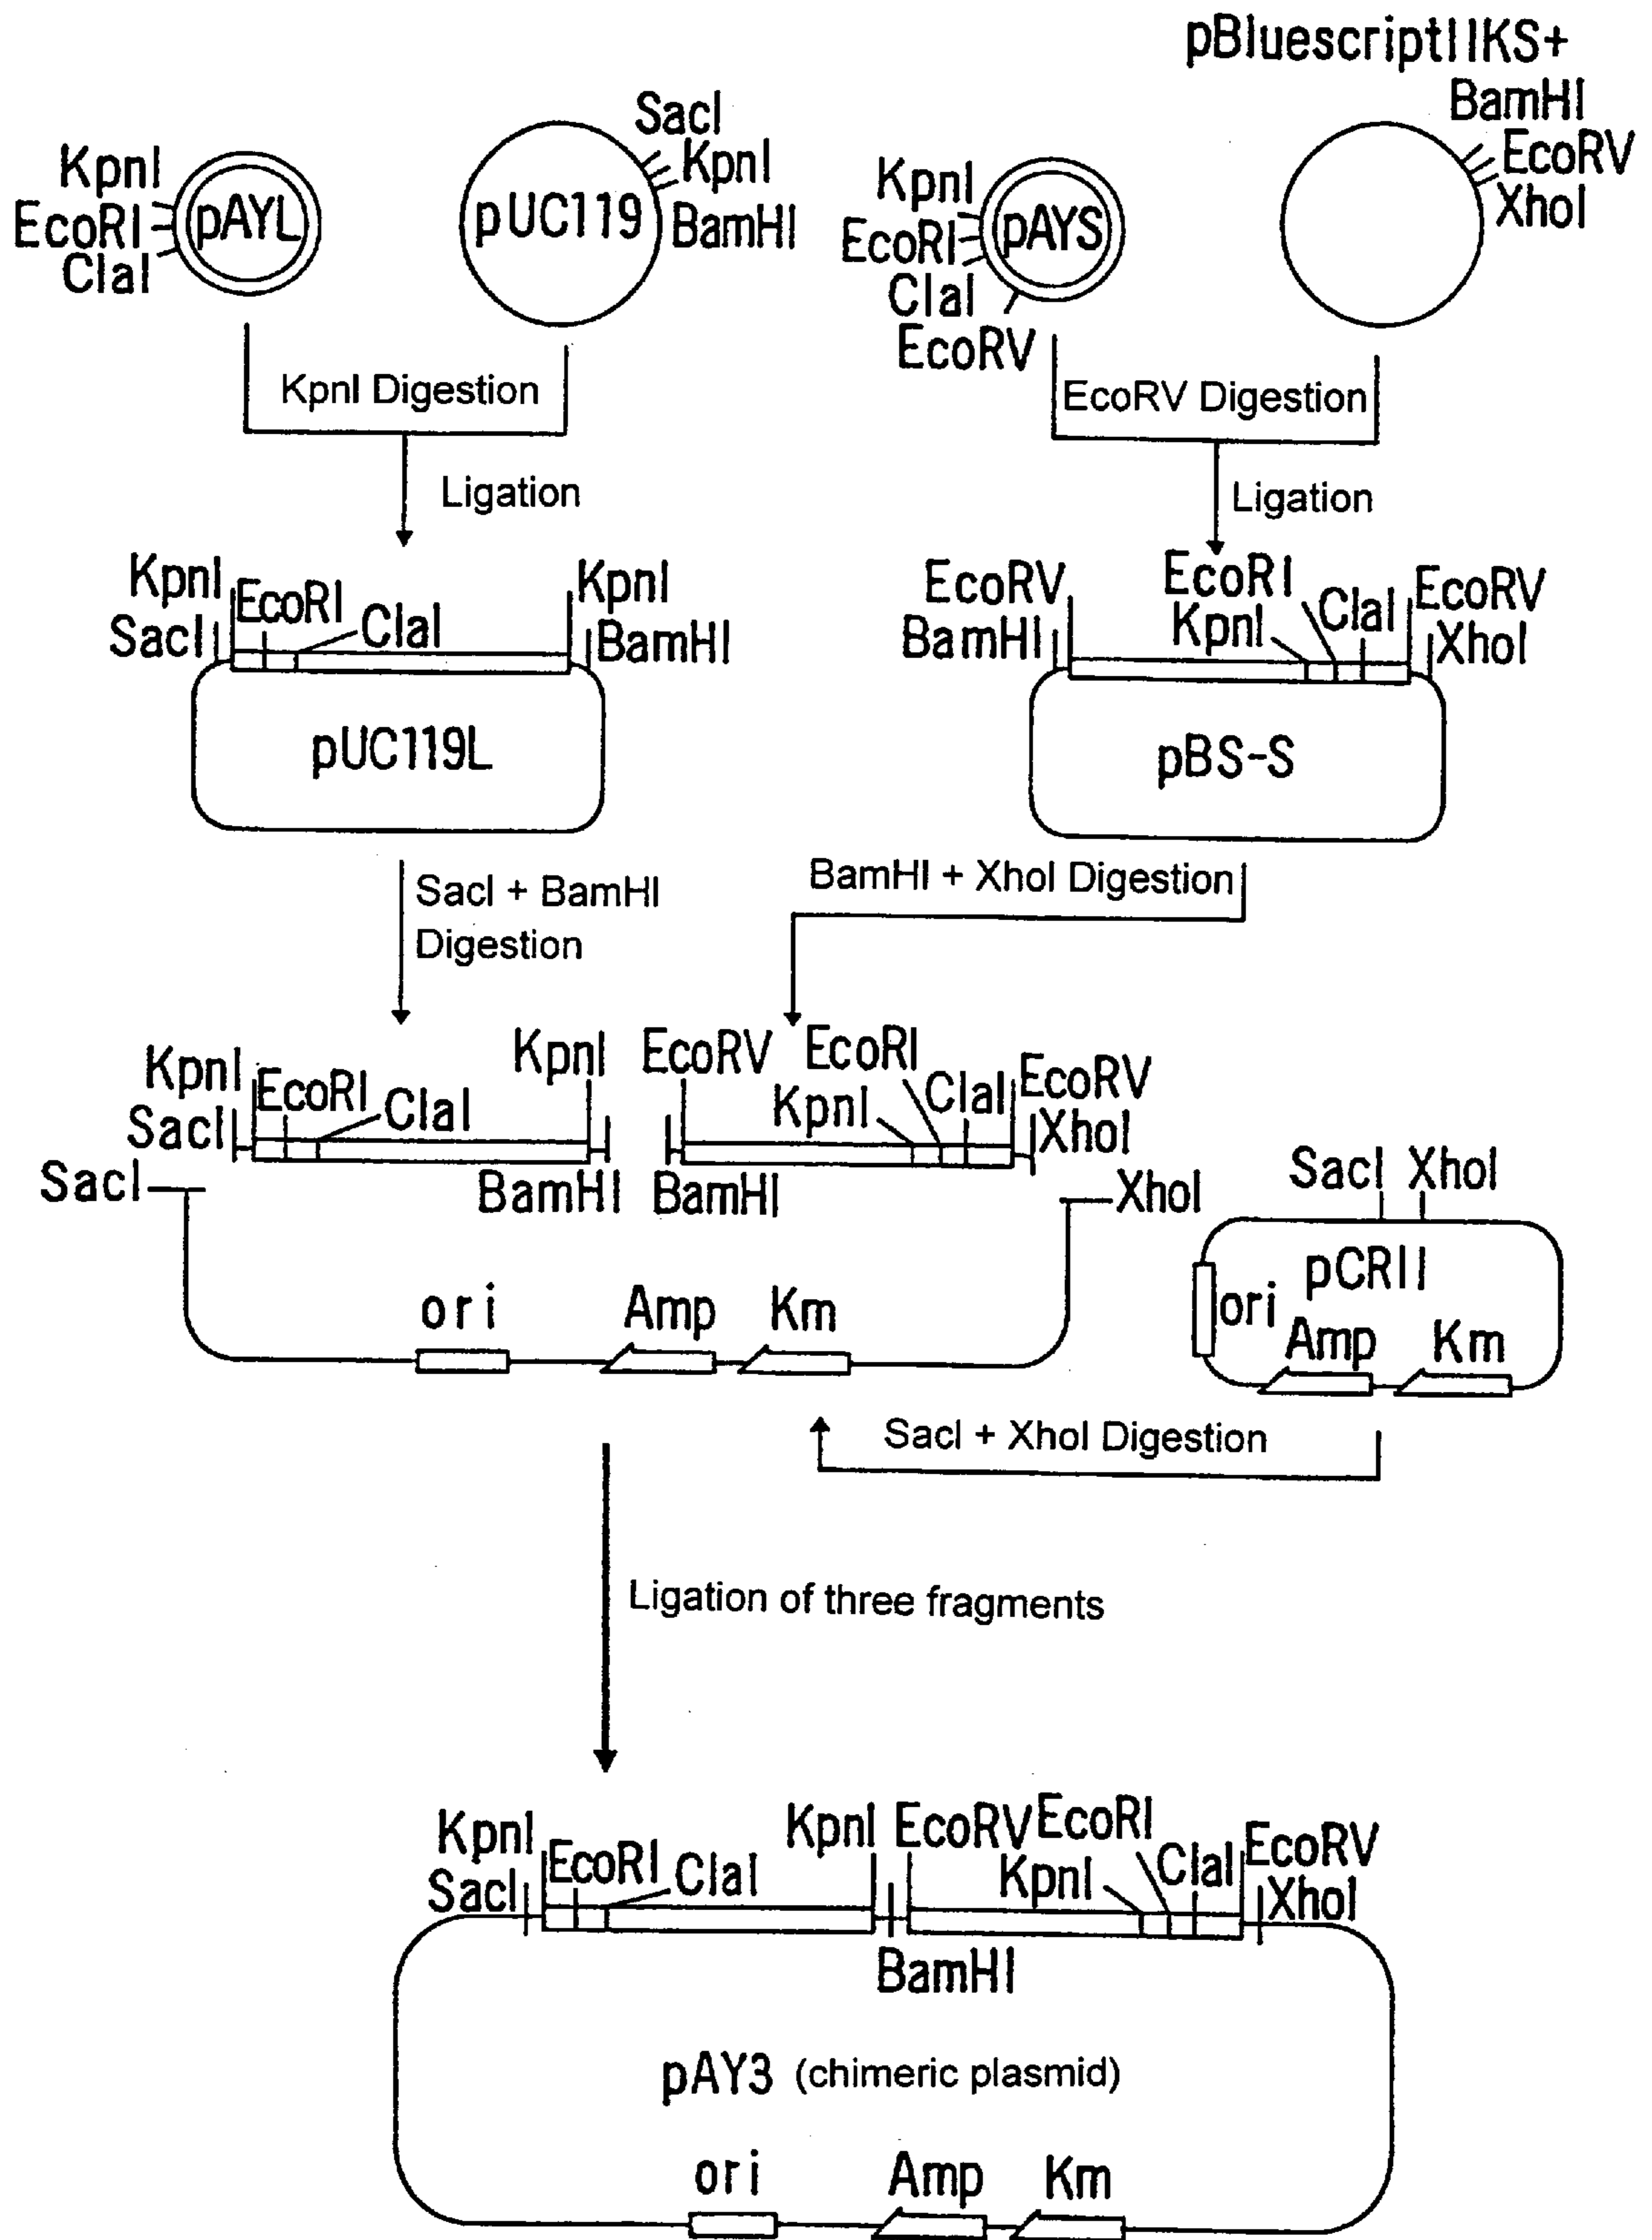 pBluescriptIIKS+
BamHI
EcoRV
XhoI
SacI
KpnI
BamHI
pUC119
KpnI
EcoRI
ClaI
pAYL
KpnI
EcoRI
ClaI
EcoRV
pAYS
KpnI Digestion
EcoRV Digestion
Ligation
Ligation
KpnI
EcoRI
SacI
ClaI
KpnI
BamHI
pUC119L
EcoRV
BamHI
EcoRI
KpnI
ClaI
EcoRV
XhoI
pBS-S
SacI + BamHI
Digestion
BamHI + XhoI Digestion
KpnI
EcoRI
SacI
ClaI
KpnI
BamHI
EcoRV
BamHI
EcoRI
KpnI
ClaI
EcoRV
XhoI
SacI
XhoI
ori
Amp
Km
SacI XhoI
pCRII
ori
Amp
Km
SacI + XhoI Digestion
Ligation of three fragments
KpnI
EcoRI
SacI
ClaI
KpnI
EcoRV
EcoRI
KpnI
ClaI
EcoRV
XhoI
BamHI
pAY3 (chimeric plasmid)
ori
Amp
Km